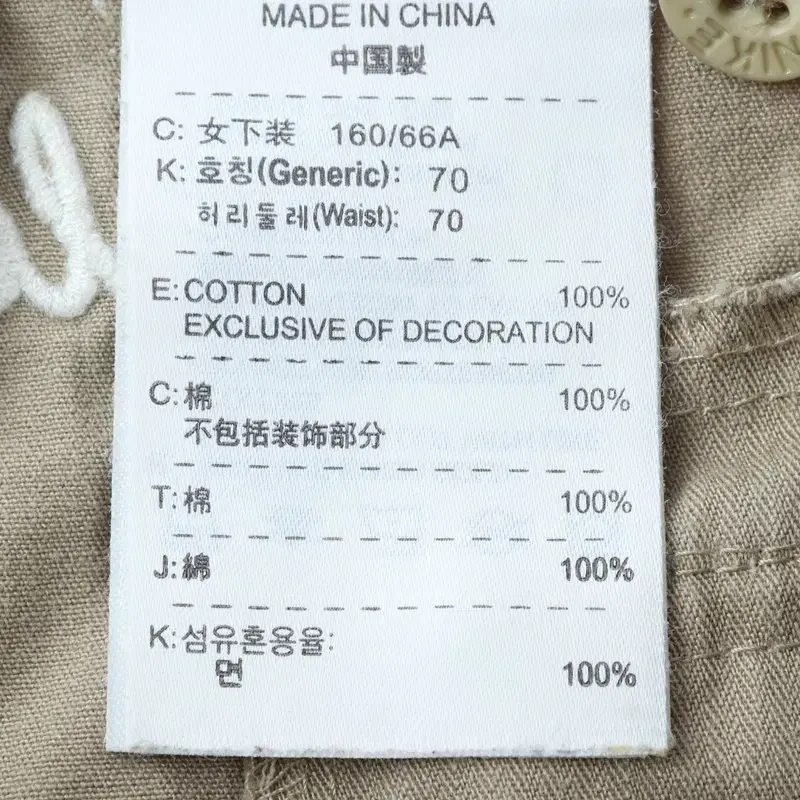 MADE IN CHINA
中国製
C: 女下装 160/66A
K: 호칭(Generic): 70
허리둘레(Waist): 70
E: COTTON 100%
EXCLUSIVE OF DECORATION
C: 棉 100%
不包括装饰部分
T: 棉 100%
J: 綿 100%
K: 섬유혼용율:
면 100%
NIKE